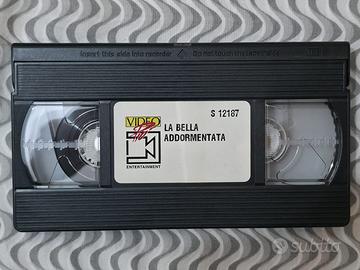 Insert this side into recorder
Do not touch the tape inside
VIDEO
ENTERTAINMENT
S 12187
LA BELLA
ADDORMENTATA
subito